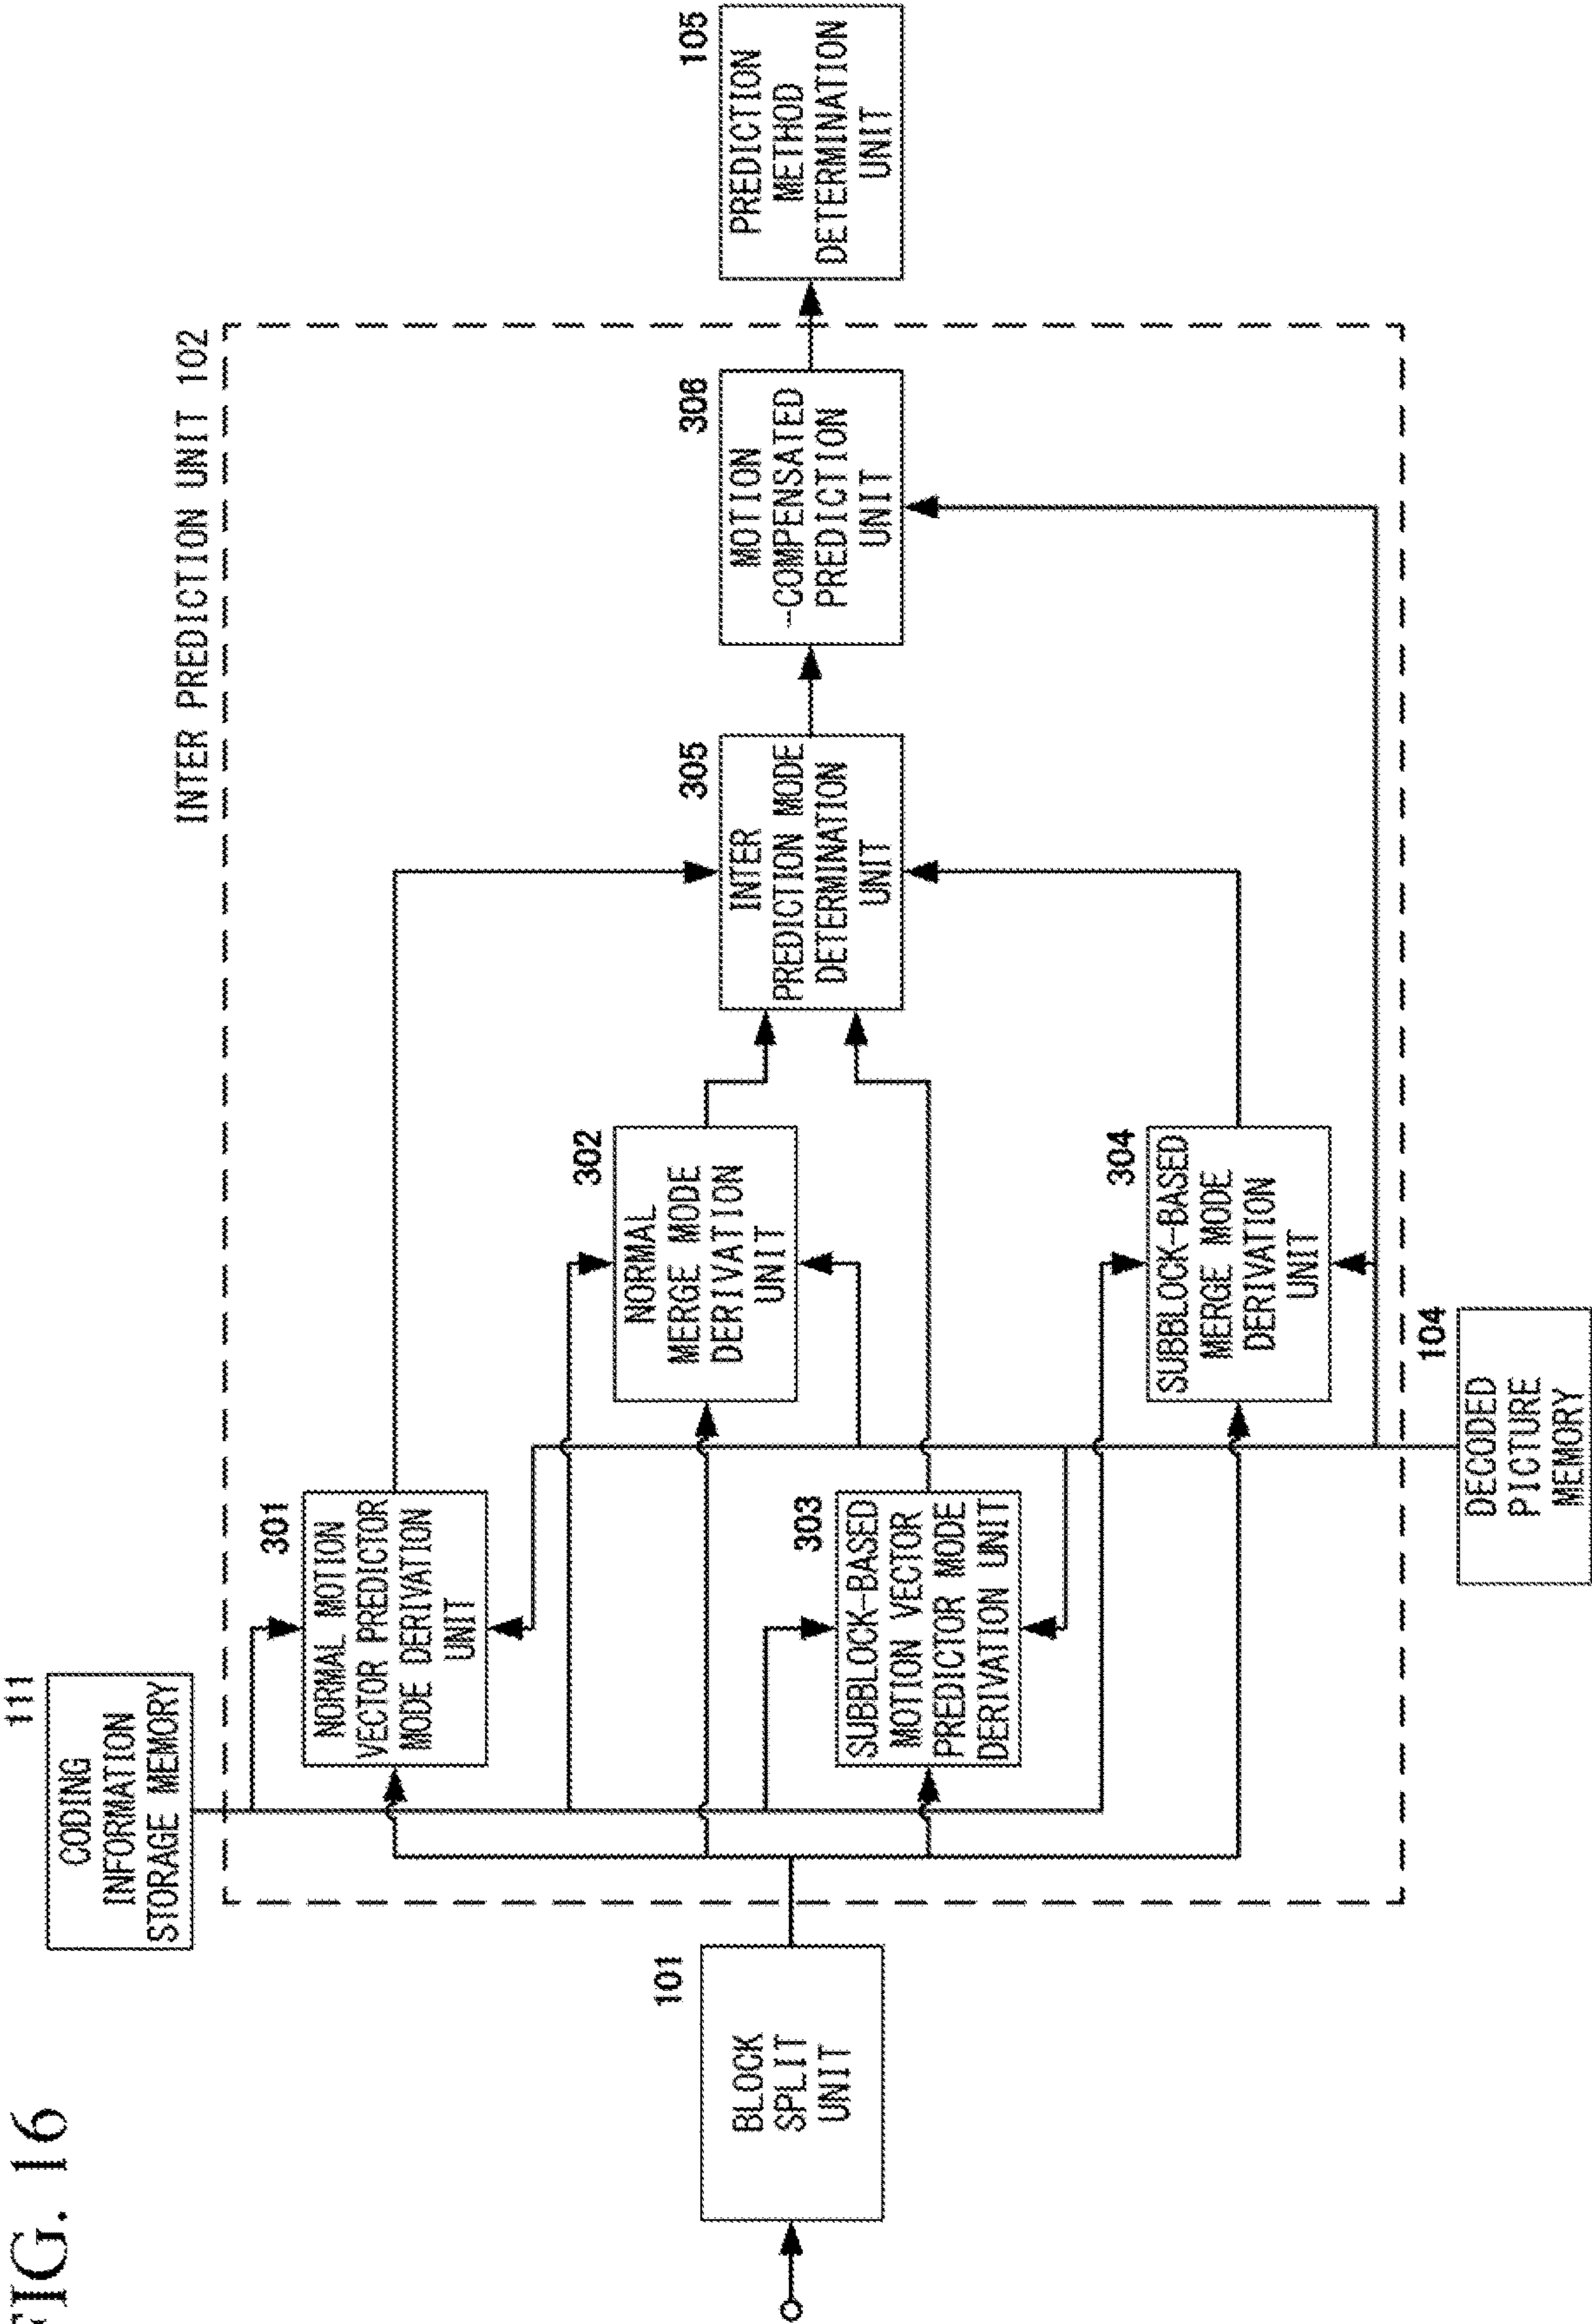 FIG. 16
111
CODING
INFORMATION
STORAGE MEMORY
INTER PREDICTION UNIT 102
301
NORMAL MOTION
VECTOR PREDICTOR
MODE DERIVATION
UNIT
302
NORMAL
MERGE MODE
DERIVATION
UNIT
101
BLOCK
SPLIT
UNIT
303
SUBBLOCK-BASED
MOTION VECTOR
PREDICTOR MODE
DERIVATION UNIT
305
INTER
PREDICTION MODE
DETERMINATION
UNIT
306
MOTION
-COMPENSATED
PREDICTION
UNIT
105
PREDICTION
METHOD
DETERMINATION
UNIT
304
SUBBLOCK-BASED
MERGE MODE
DERIVATION
UNIT
104
DECODED
PICTURE
MEMORY